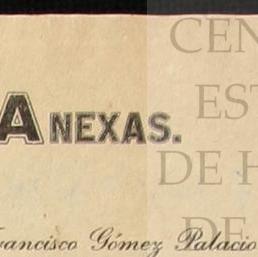 ANEXAS.
Francisco Gómez Palacio
CEN
EST
DE H
DE